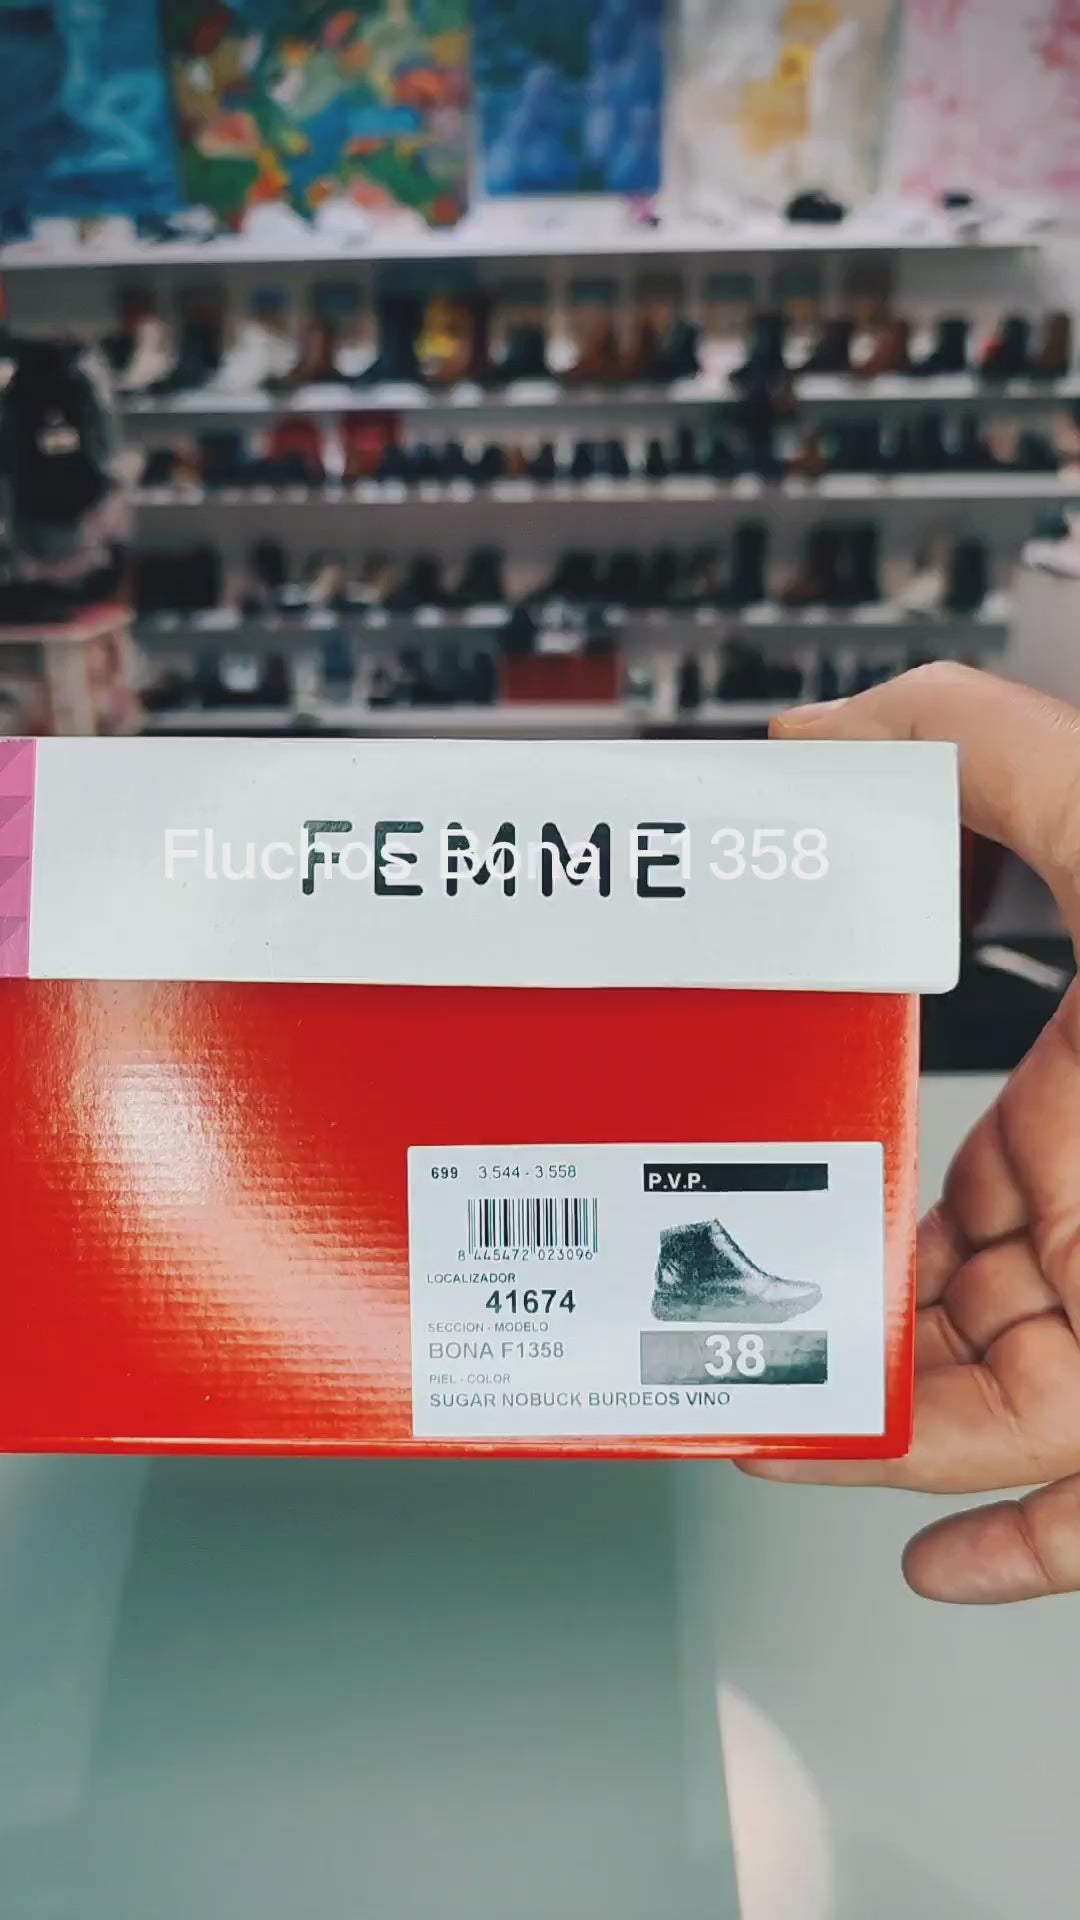 FEMME
Fluchos Bona F1358
699 3.544 - 3.558
P.V.P.
8 445472 023096
LOCALIZADOR
41674
SECCION - MODELO
BONA F1358
38
PIEL - COLOR
SUGAR NOBUCK BURDEOS VINO